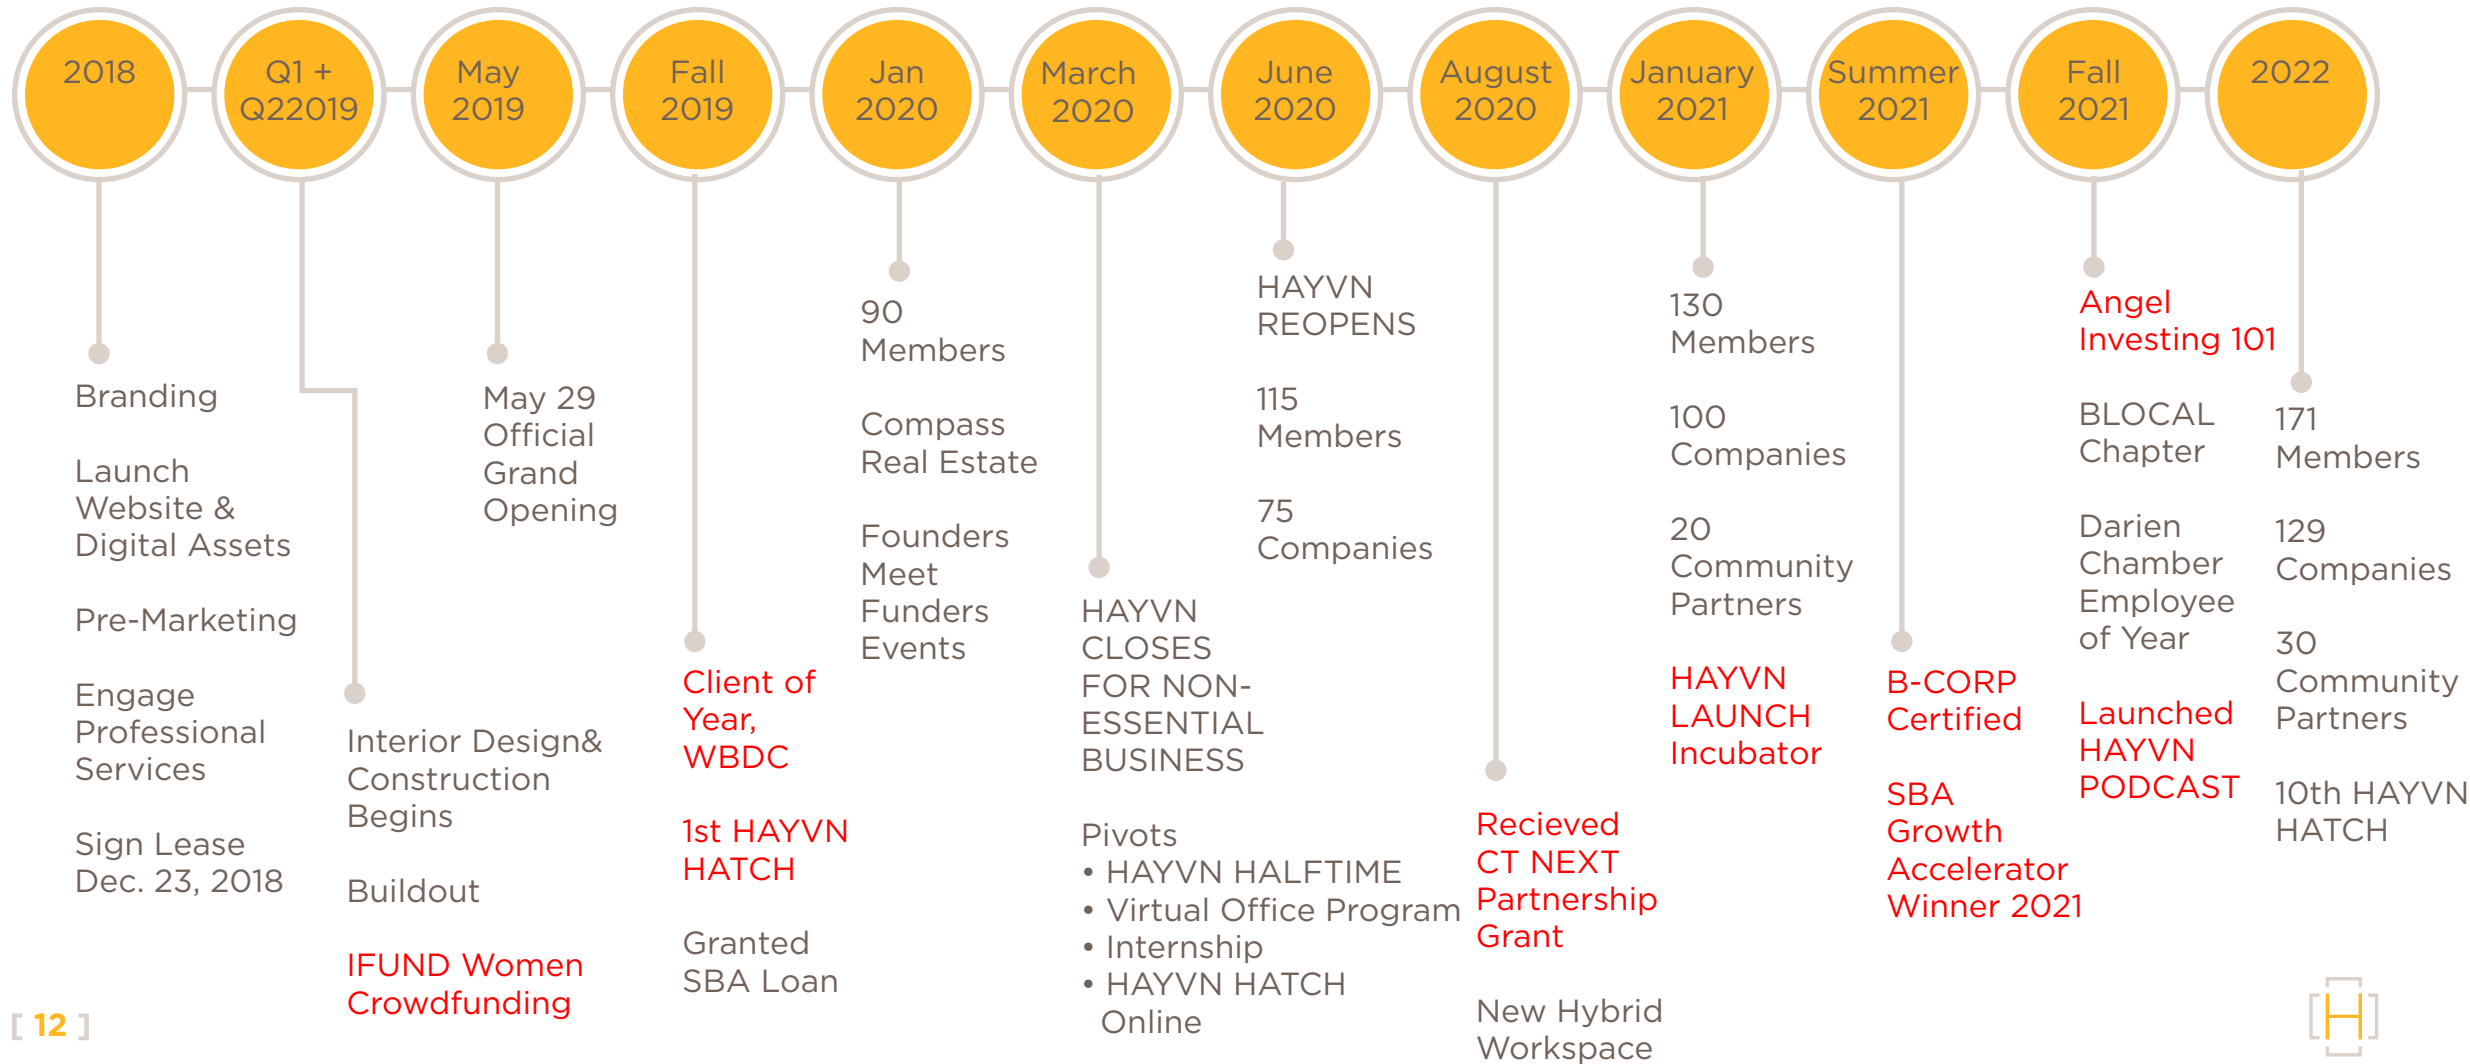 2018
Q1 +
Q22019
May
2019
Fall
2019
Jan
2020
March
2020
June
2020
August
2020
January
2021
Summer
2021
Fall
2021
2022
Branding
Launch
Website &
Digital Assets
Pre-Marketing
Engage
Professional
Services
Sign Lease
Dec. 23, 2018
Interior Design&
Construction
Begins
Buildout
IFUND Women
Crowdfunding
May 29
Official
Grand
Opening
Client of
Year,
WBDC
1st HAYVN
HATCH
Granted
SBA Loan
90
Members
Compass
Real Estate
Founders
Meet
Funders
Events
HAYVN
CLOSES
FOR NON-
ESSENTIAL
BUSINESS
Pivots
• HAYVN HALFTIME
• Virtual Office Program
• Internship
• HAYVN HATCH
Online
HAYVN
REOPENS
115
Members
75
Companies
Recieved
CT NEXT
Partnership
Grant
New Hybrid
Workspace
130
Members
100
Companies
20
Community
Partners
HAYVN
LAUNCH
Incubator
B-CORP
Certified
SBA
Growth
Accelerator
Winner 2021
Angel
Investing 101
BLOCAL
Chapter
Darien
Chamber
Employee
of Year
Launched
HAYVN
PODCAST
171
Members
129
Companies
30
Community
Partners
10th HAYVN
HATCH
[ 12 ]
[H]